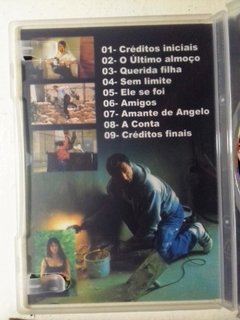 01- Créditos iniciais
02- O Último almoço
03- Querida filha
04- Sem limite
05- Ele se foi
06- Amigos
07- Amante de Angelo
08- A Conta
09- Créditos finais